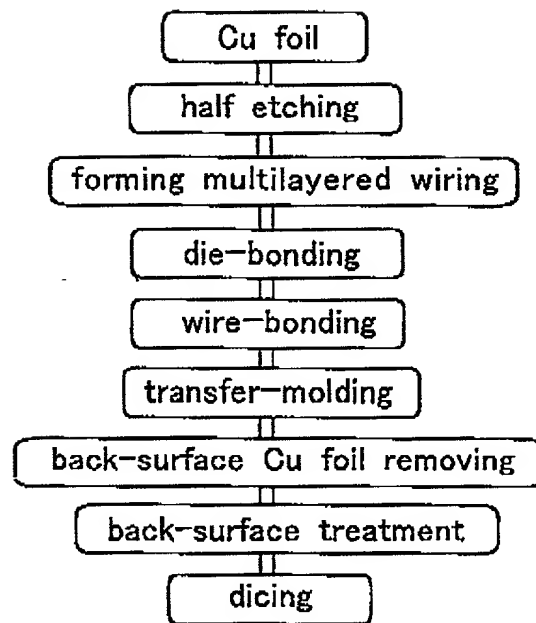 Cu foil
half etching
forming multilayered wiring
die-bonding
wire-bonding
transfer-molding
back-surface Cu foil removing
back-surface treatment
dicing